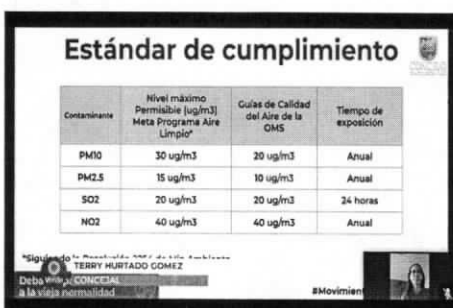 Estándar de cumplimiento
Contaminante
Nivel máximo
Permisible [ug/m3]
Meta Programa Aire
Limpio*
Guías de Calidad
del Aire de la
OMS
Tiempo de
exposición
PM10 30 ug/m3 20 ug/m3 Anual
PM2.5 15 ug/m3 10 ug/m3 Anual
SO2 20 ug/m3 20 ug/m3 24 horas
NO2 40 ug/m3 40 ug/m3 Anual
TERRY HURTADO GOMEZ
CONCEJAL
a la vieja normalidad